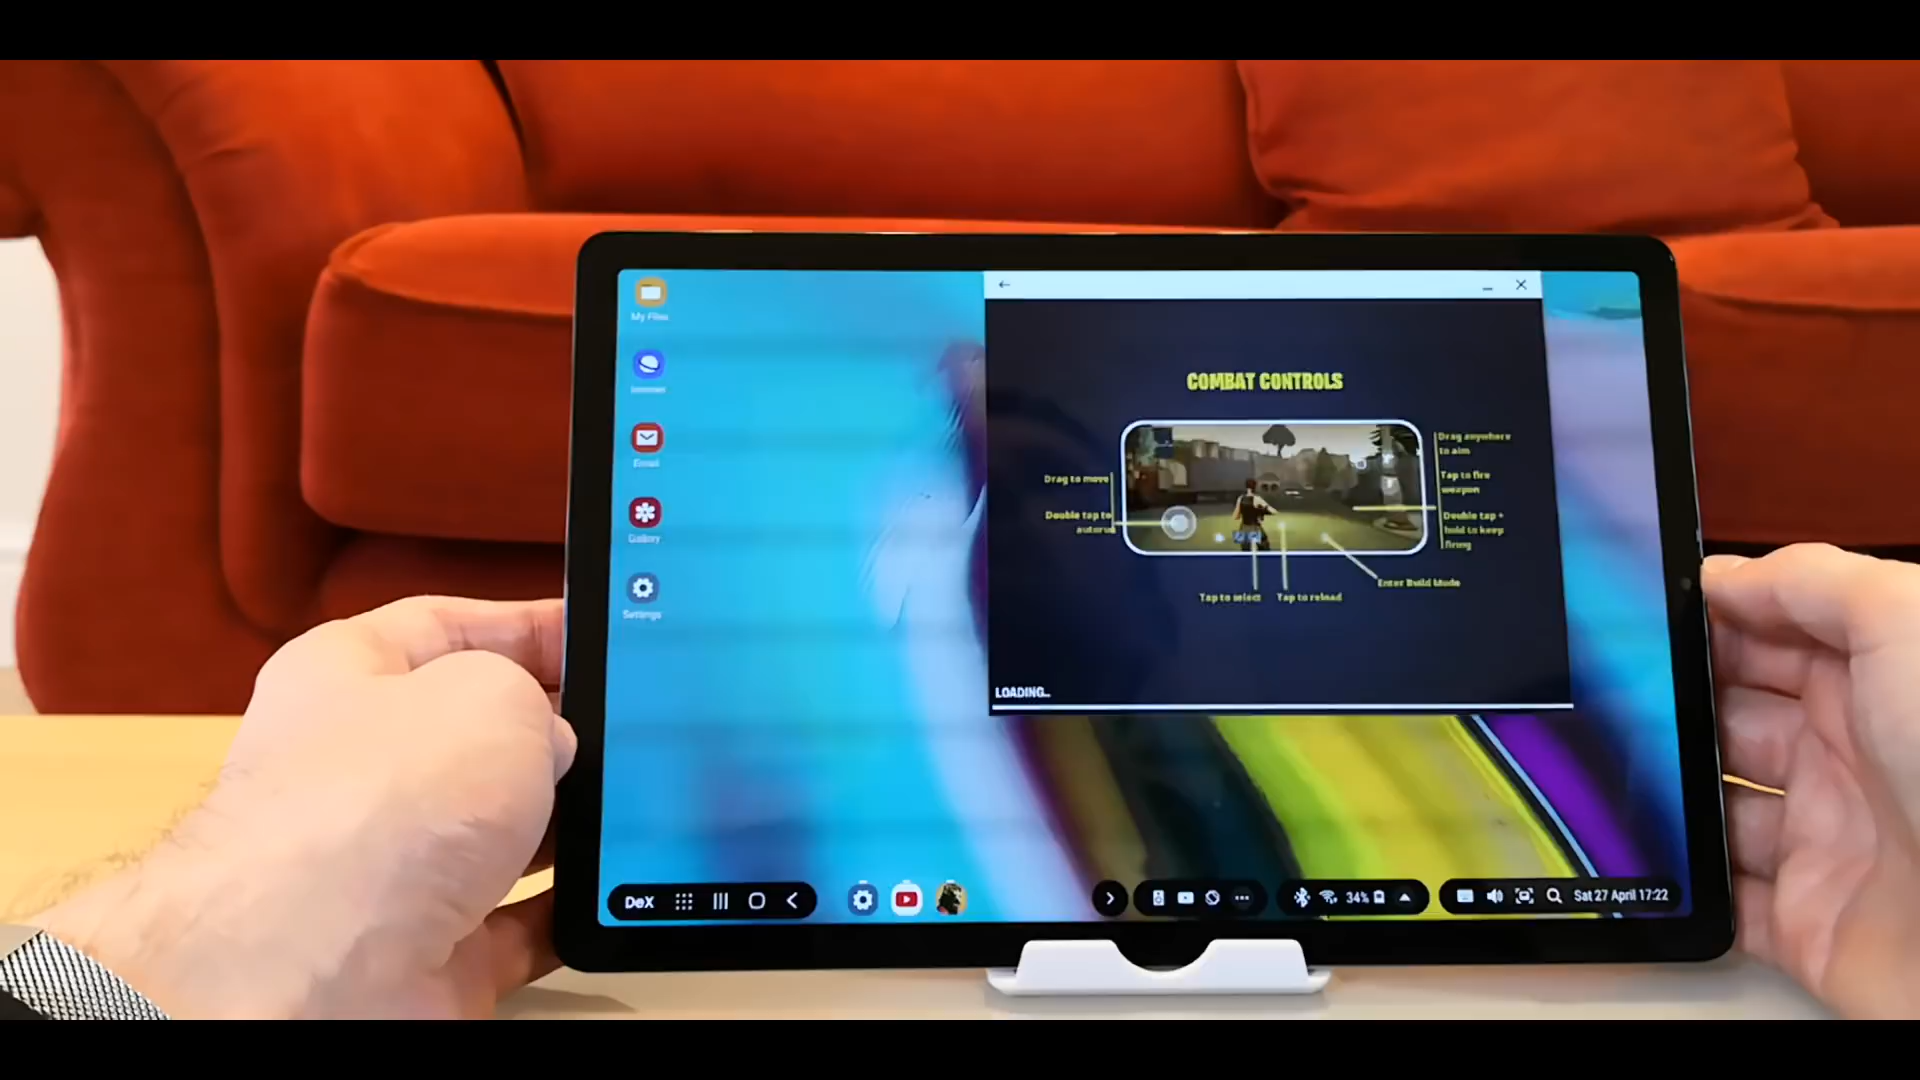 My Files
Internet
Email
Gallery
Settings
COMBAT CONTROLS
Drag to move
Double tap to
autorun
Drag anywhere
to aim
Tap to fire
weapon
Double tap +
hold to keep
firing
Tap to select
Tap to reload
Enter Build Mode
LOADING..
DeX
34%
Sat 27 April 17:22